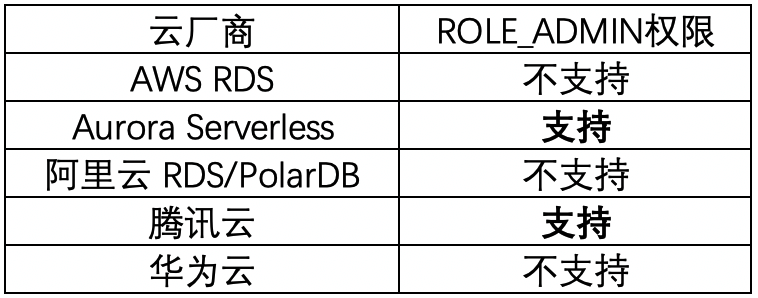 云厂商 ROLE_ADMIN权限
AWS RDS 不支持
Aurora Serverless 支持
阿里云 RDS/PolarDB 不支持
腾讯云 支持
华为云 不支持